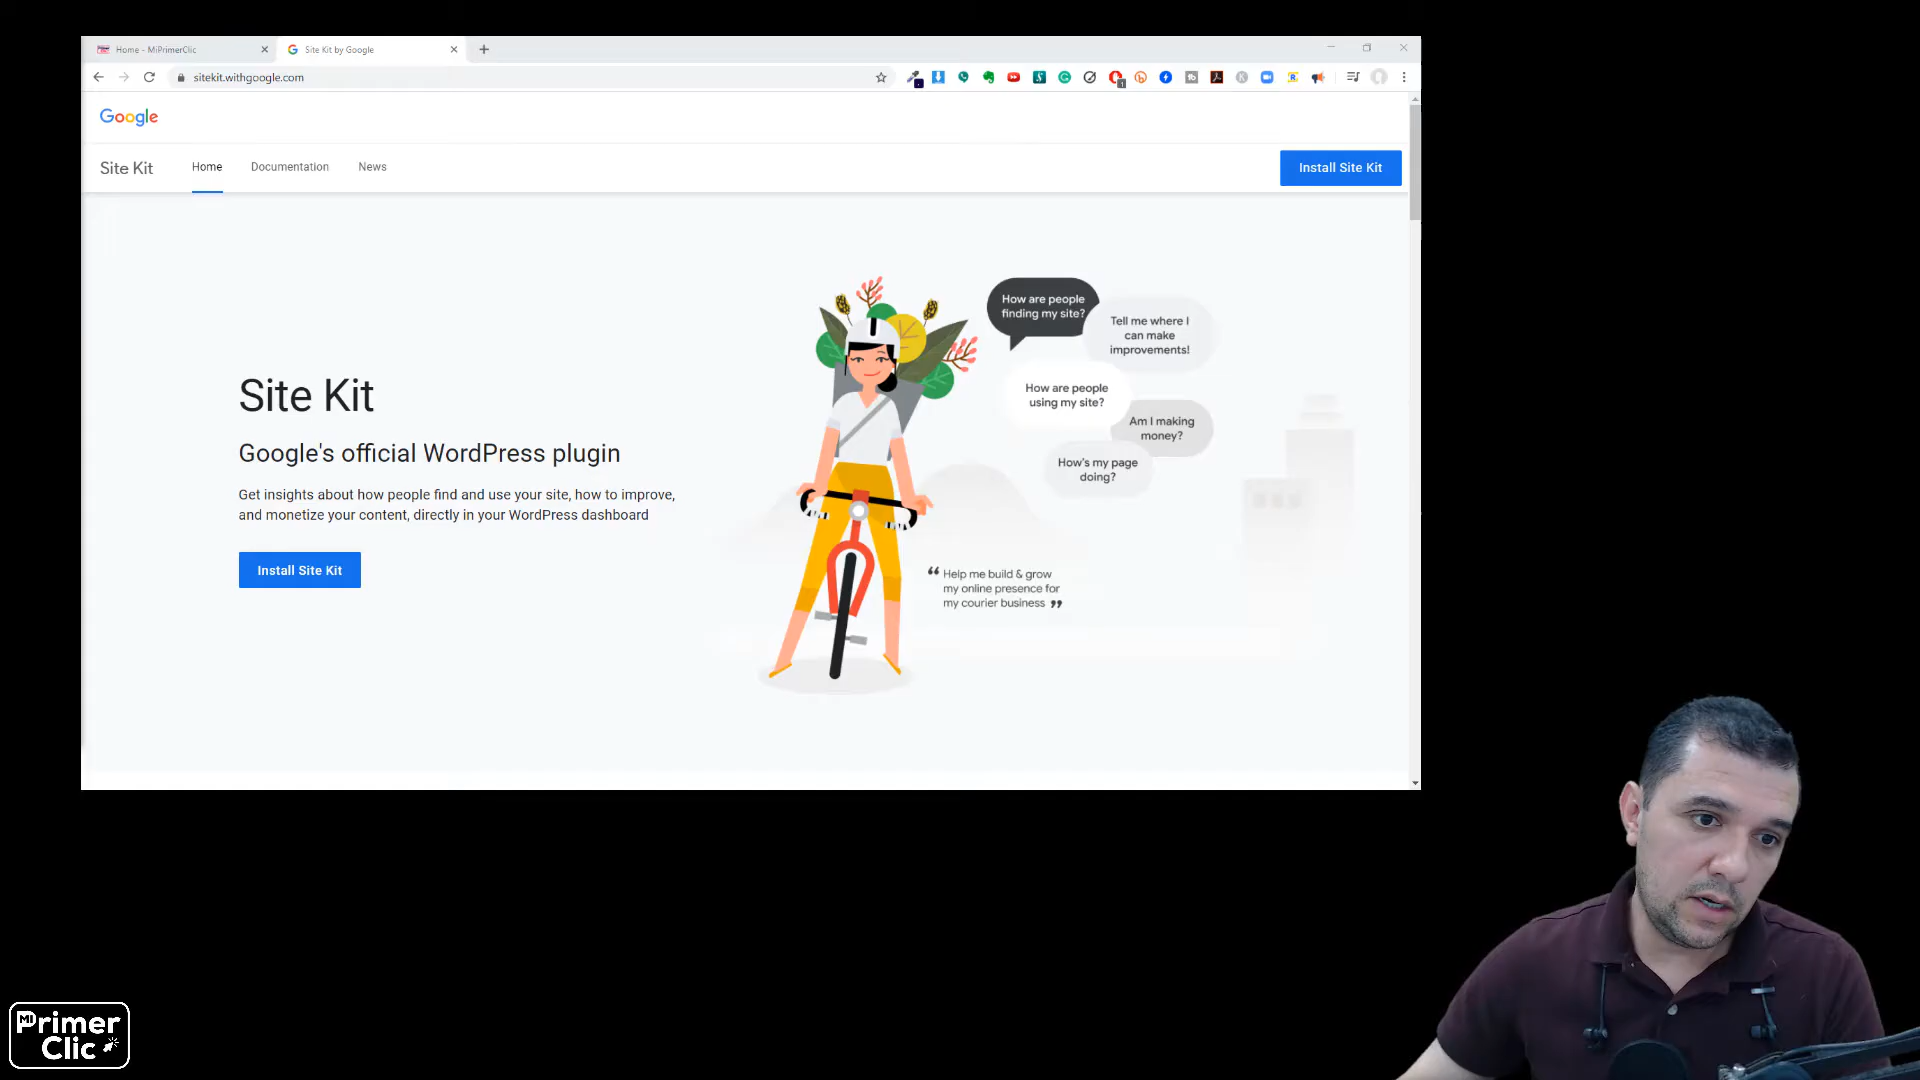 Home - MiPrimerClic
Site Kit by Google
sitekit.withgoogle.com
Google
Site Kit
Home
Documentation
News
Install Site Kit
Site Kit
Google's official WordPress plugin
Get insights about how people find and use your site, how to improve,
and monetize your content, directly in your WordPress dashboard
Install Site Kit
How are people
finding my site?
Tell me where I
can make
improvements!
How are people
using my site?
Am I making
money?
How's my page
doing?
“ Help me build & grow
my online presence for
my courier business ”
Mi Primer
Clic